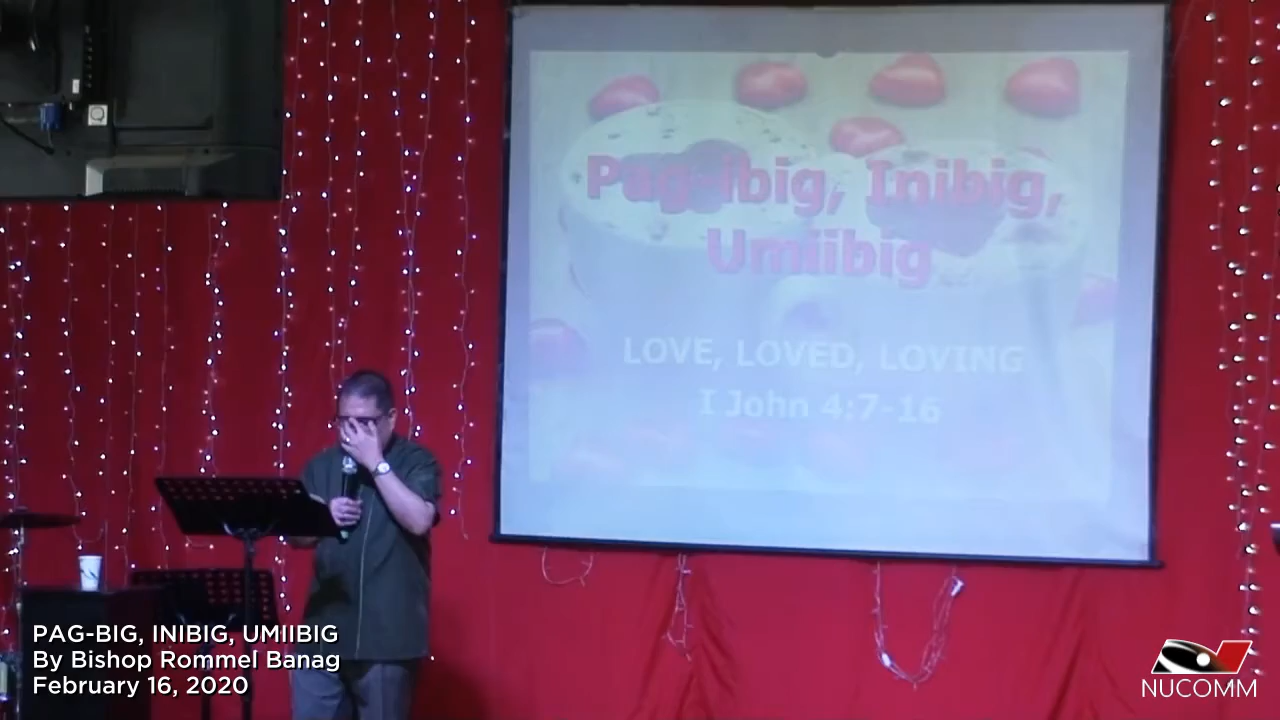 Pag-ibig, Inibig,
Umiibig
LOVE, LOVED, LOVING
I John 4:7-16
PAG-BIG, INIBIG, UMIIBIG
By Bishop Rommel Banag
February 16, 2020
NUCOMM